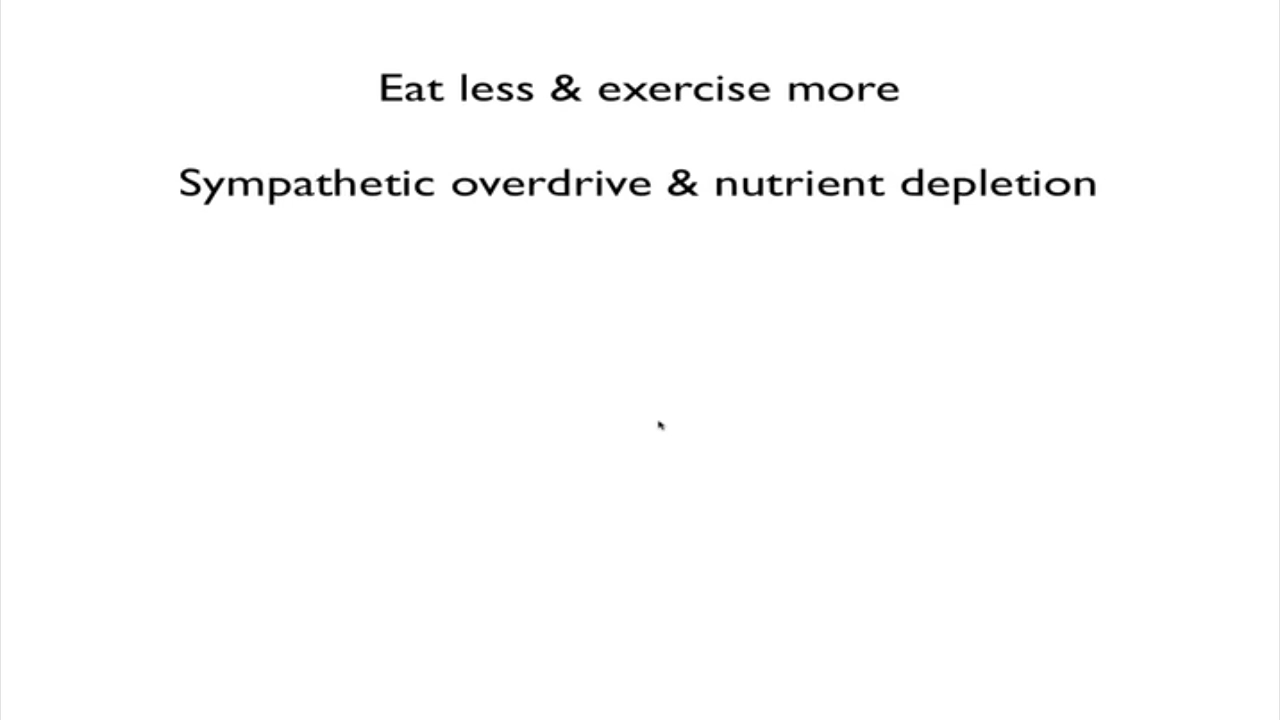 Eat less & exercise more
Sympathetic overdrive & nutrient depletion